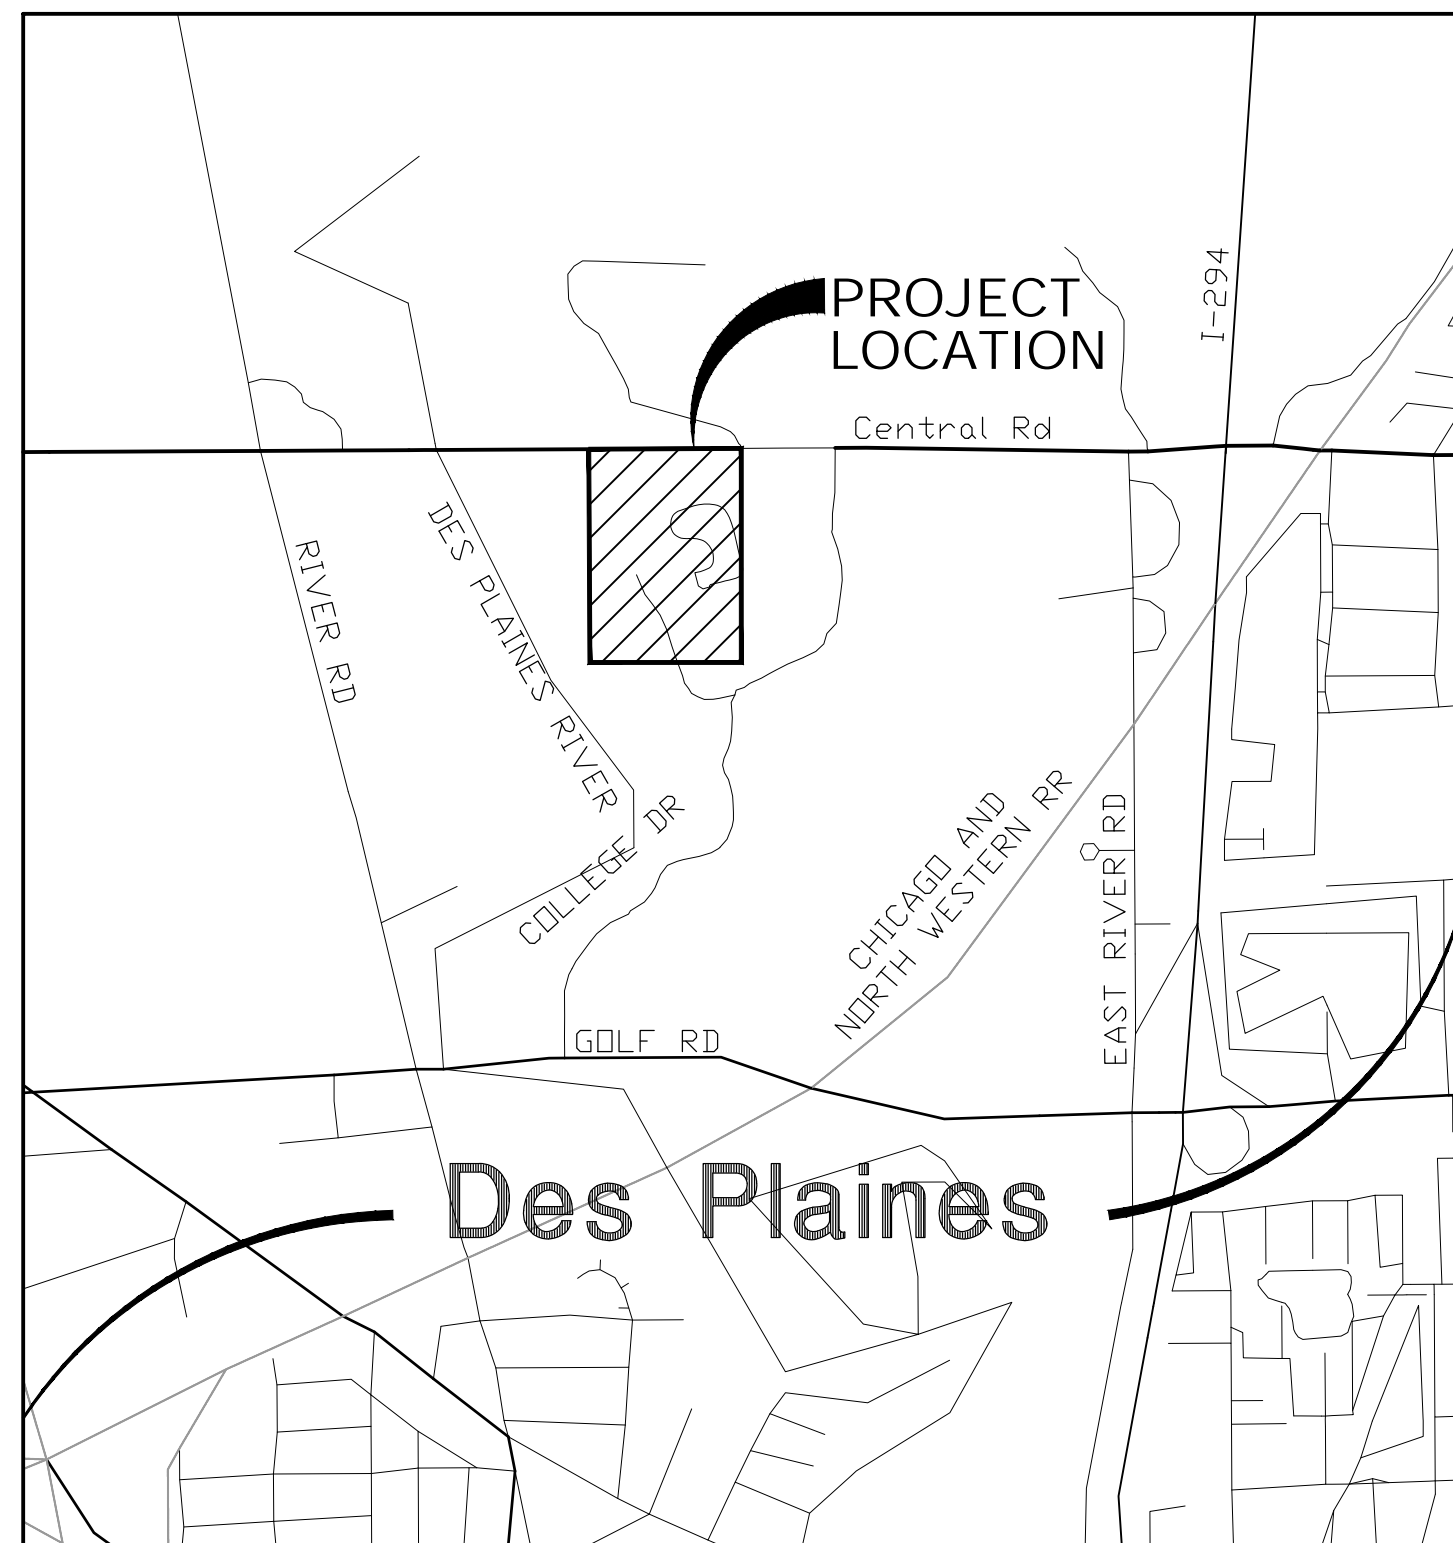 PROJECT
LOCATION
I-294
Central Rd
RIVER RD
DES PLAINES RIVER
COLLEGE DR
CHICAGO AND
NORTH WESTERN RR
EAST RIVER RD
GOLF RD
Des Plaines